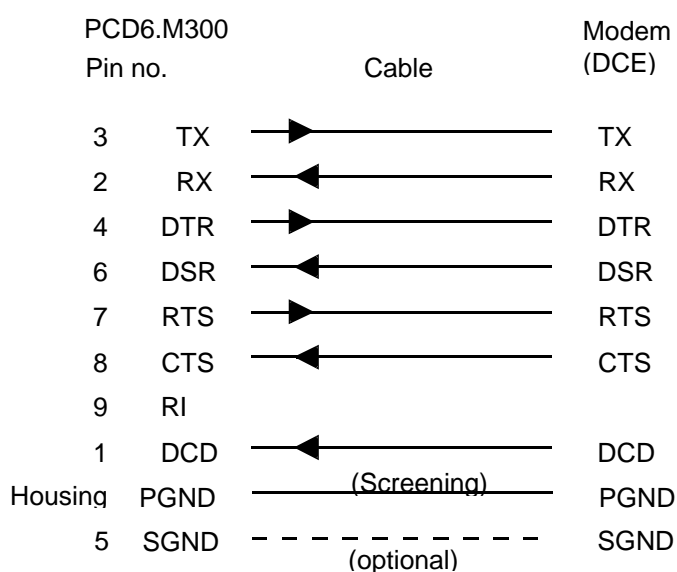 PCD6.M300 Modem
Pin no. Cable (DCE)
3 TX TX
2 RX RX
4 DTR DTR
6 DSR DSR
7 RTS RTS
8 CTS CTS
9 RI
1 DCD DCD
Housing PGND (Screening) PGND
5 SGND SGND
(optional)